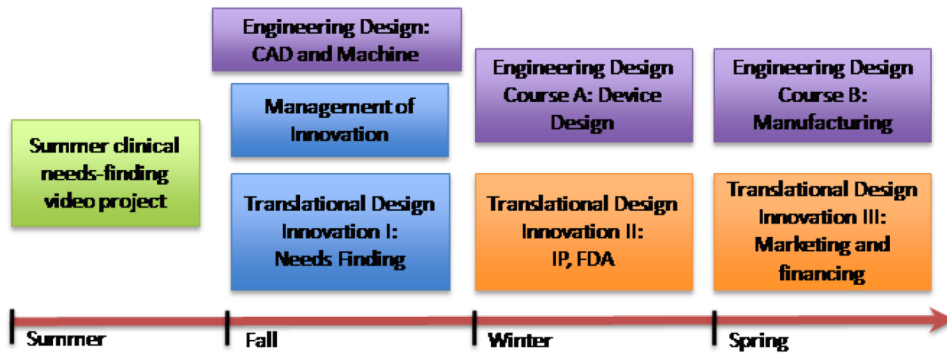 Engineering Design:
CAD and Machine
Management of
Innovation
Engineering Design
Course A: Device
Design
Engineering Design
Course B:
Manufacturing
Summer clinical
needs-finding
video project
Translational Design
Innovation I:
Needs Finding
Translational Design
Innovation II:
IP, FDA
Translational Design
Innovation III:
Marketing and
financing
Summer
Fall
Winter
Spring